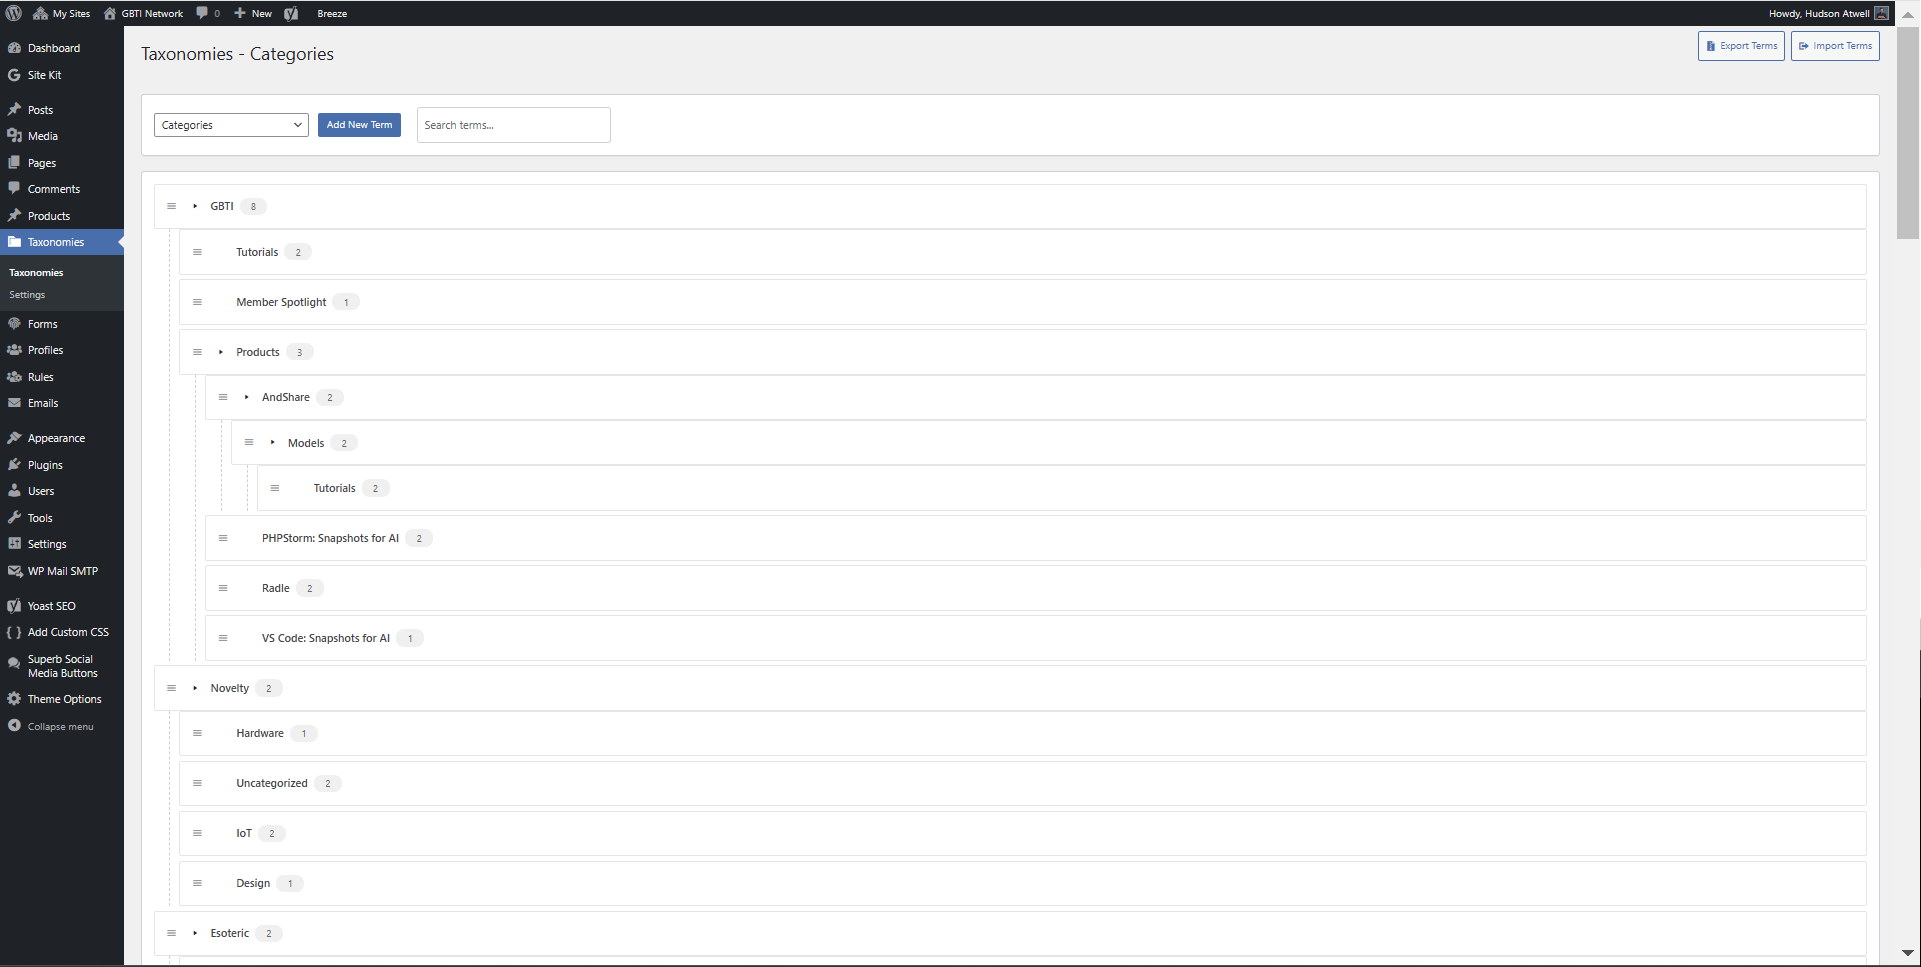 My Sites GBTI Network 0 New Breeze Howdy, Hudson Atwell
Dashboard
Site Kit
Posts
Media
Pages
Comments
Products
Taxonomies
Taxonomies
Settings
Forms
Profiles
Rules
Emails
Appearance
Plugins
Users
Tools
Settings
WP Mail SMTP
Yoast SEO
Add Custom CSS
Superb Social
Media Buttons
Theme Options
Collapse menu
Taxonomies - Categories
Export Terms Import Terms
Categories Add New Term Search terms...
GBTI 8
Tutorials 2
Member Spotlight 1
Products 3
AndShare 2
Models 2
Tutorials 2
PHPStorm: Snapshots for AI 2
Radle 2
VS Code: Snapshots for AI 1
Novelty 2
Hardware 1
Uncategorized 2
IoT 2
Design 1
Esoteric 2